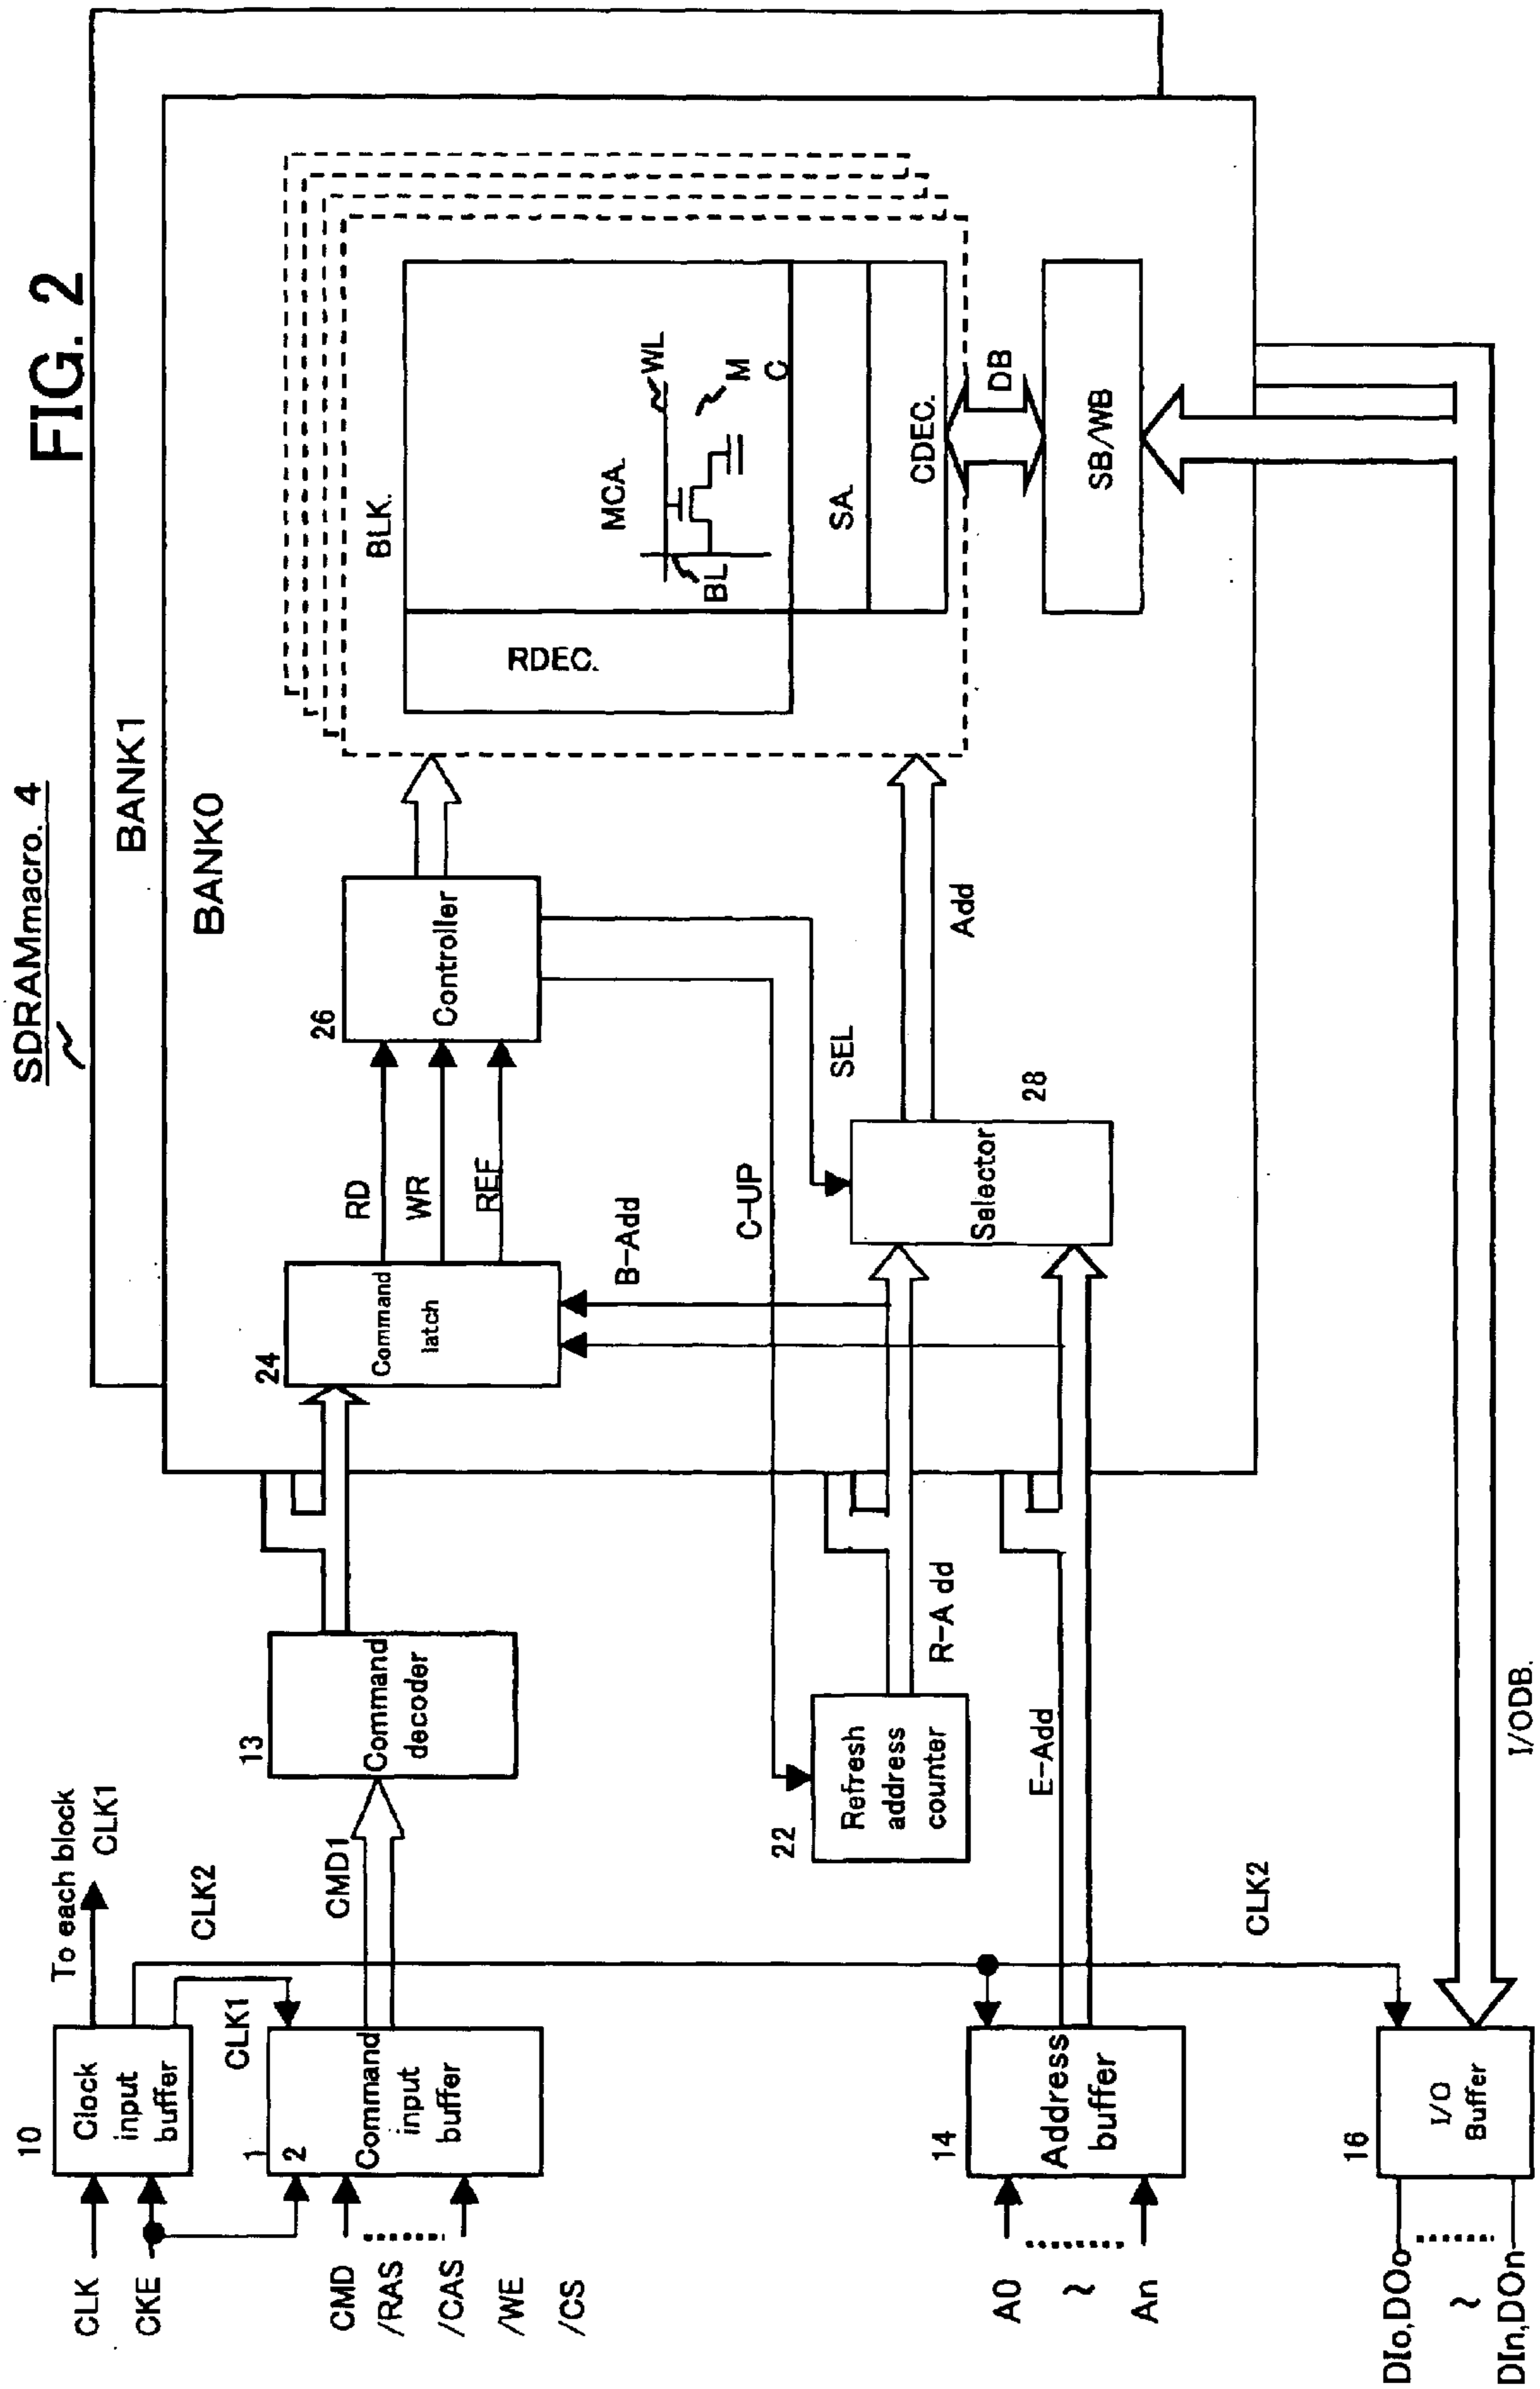 FIG. 2
SDRAMmacro. 4
BANK1
BANK0
To each block
CLK1
CLK2
CLK
CKE
10
Clock
input
buffer
CLK1
1
2
Command
input
buffer
CMD
/RAS
/CAS
/WE
/CS
CMD1
13
Command
decoder
24
Command
latch
RD
WR
REF
26
Controller
B-Add
C-UP
SEL
22
Refresh
address
counter
R-A dd
E-Add
28
Selector
Add
BLK.
RDEC.
MCA.
WL
BL
M
C
SA.
CDEC.
DB
SB/WB
14
Address
buffer
A0
~
An
CLK2
16
I/O
Buffer
DIo,DOo
~
DIn,DOn
I/ODB.